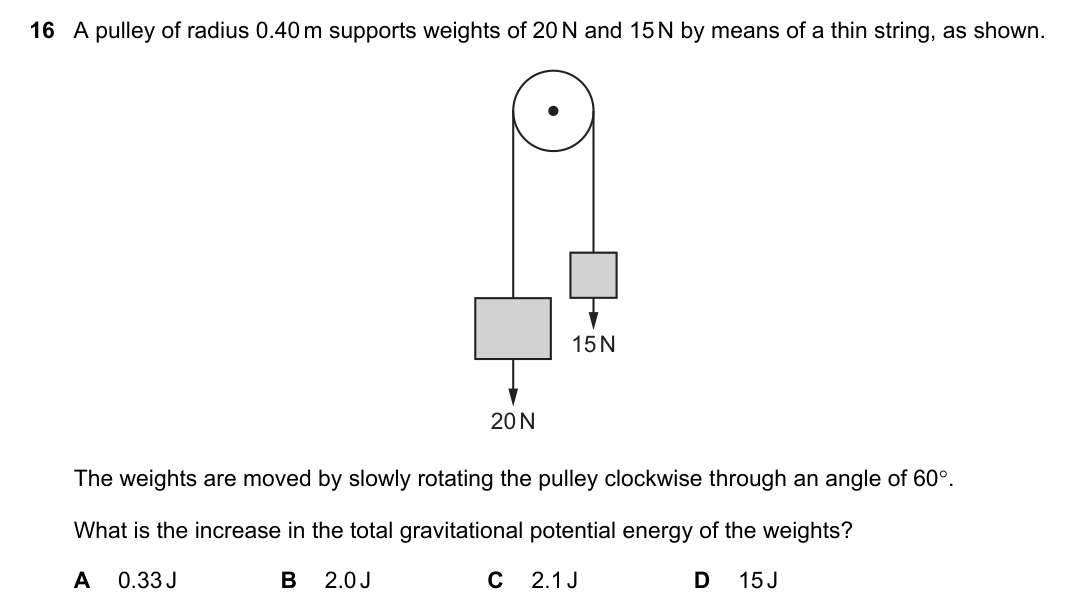 16 A pulley of radius 0.40 m supports weights of 20 N and 15 N by means of a thin string, as shown.
15 N
20 N
The weights are moved by slowly rotating the pulley clockwise through an angle of 60°.
What is the increase in the total gravitational potential energy of the weights?
A 0.33 J B 2.0 J C 2.1 J D 15 J